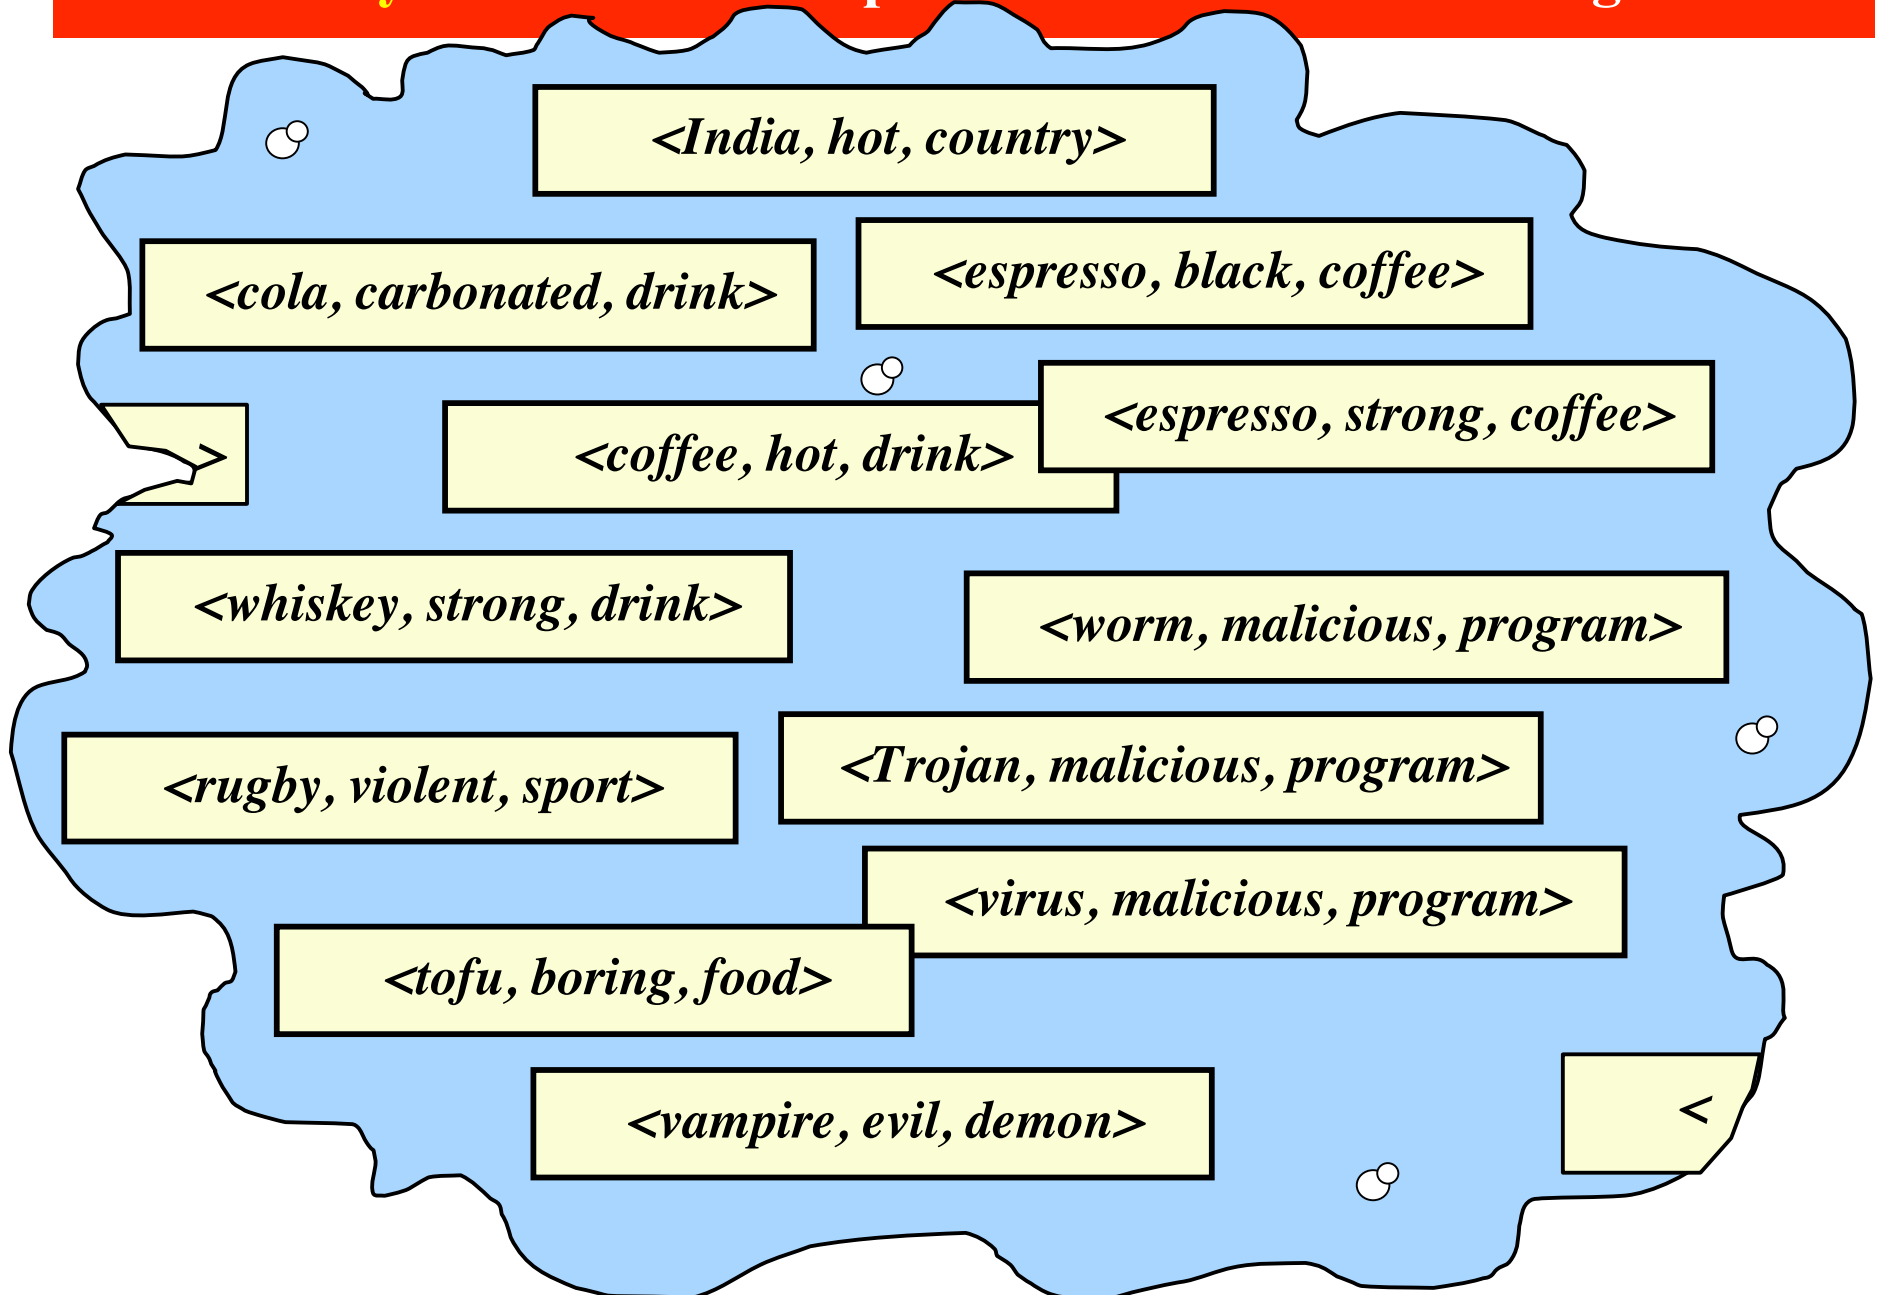 <India, hot, country>
<cola, carbonated, drink>
<espresso, black, coffee>
<espresso, strong, coffee>
>
<coffee, hot, drink>
<whiskey, strong, drink>
<worm, malicious, program>
<rugby, violent, sport>
<Trojan, malicious, program>
<virus, malicious, program>
<tofu, boring, food>
<vampire, evil, demon>
<